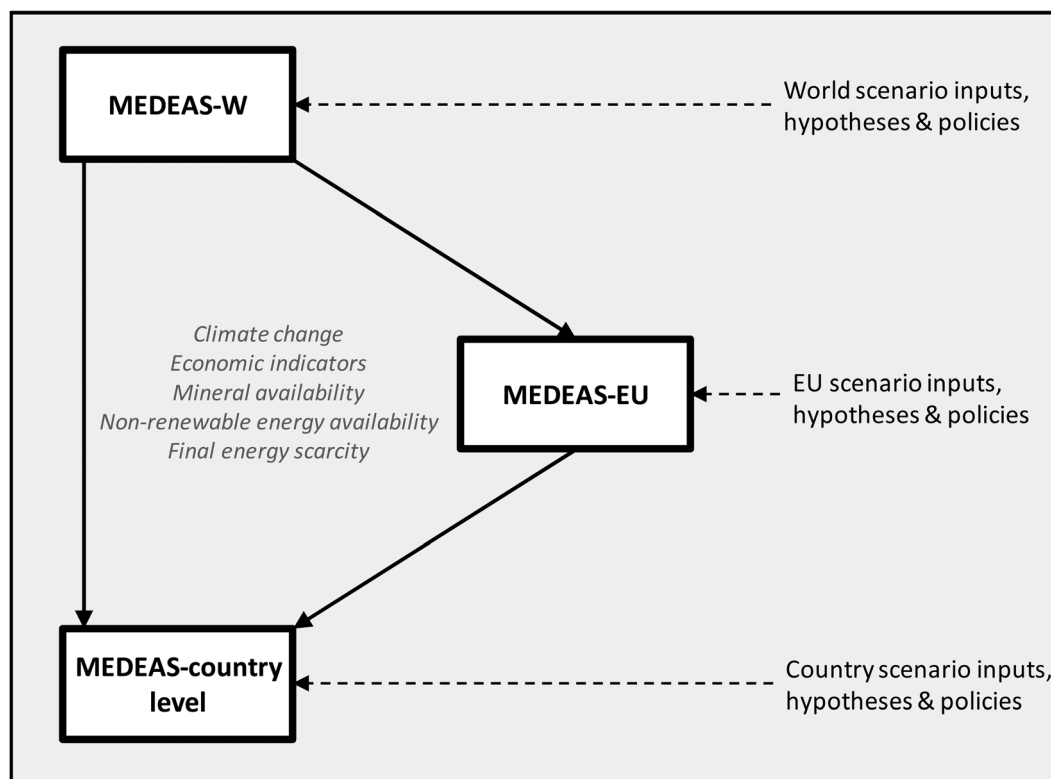 MEDEAS-W
World scenario inputs,
hypotheses & policies
Climate change
Economic indicators
Mineral availability
Non-renewable energy availability
Final energy scarcity
MEDEAS-EU
EU scenario inputs,
hypotheses & policies
MEDEAS-country
level
Country scenario inputs,
hypotheses & policies